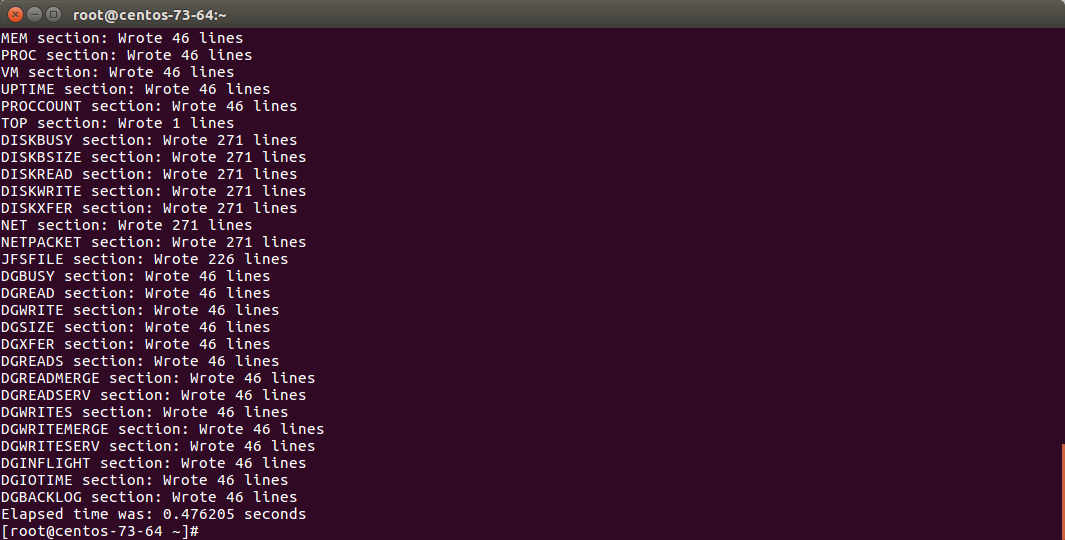 root@centos-73-64:~
MEM section: Wrote 46 lines
PROC section: Wrote 46 lines
VM section: Wrote 46 lines
UPTIME section: Wrote 46 lines
PROCCOUNT section: Wrote 46 lines
TOP section: Wrote 1 lines
DISKBUSY section: Wrote 271 lines
DISKBSIZE section: Wrote 271 lines
DISKREAD section: Wrote 271 lines
DISKWRITE section: Wrote 271 lines
DISKXFER section: Wrote 271 lines
NET section: Wrote 271 lines
NETPACKET section: Wrote 271 lines
JFSFILE section: Wrote 226 lines
DGBUSY section: Wrote 46 lines
DGREAD section: Wrote 46 lines
DGWRITE section: Wrote 46 lines
DGSIZE section: Wrote 46 lines
DGXFER section: Wrote 46 lines
DGREADS section: Wrote 46 lines
DGREADMERGE section: Wrote 46 lines
DGREADSERV section: Wrote 46 lines
DGWRITES section: Wrote 46 lines
DGWRITEMERGE section: Wrote 46 lines
DGWRITESERV section: Wrote 46 lines
DGINFLIGHT section: Wrote 46 lines
DGIOTIME section: Wrote 46 lines
DGBACKLOG section: Wrote 46 lines
Elapsed time was: 0.476205 seconds
[root@centos-73-64 ~]#